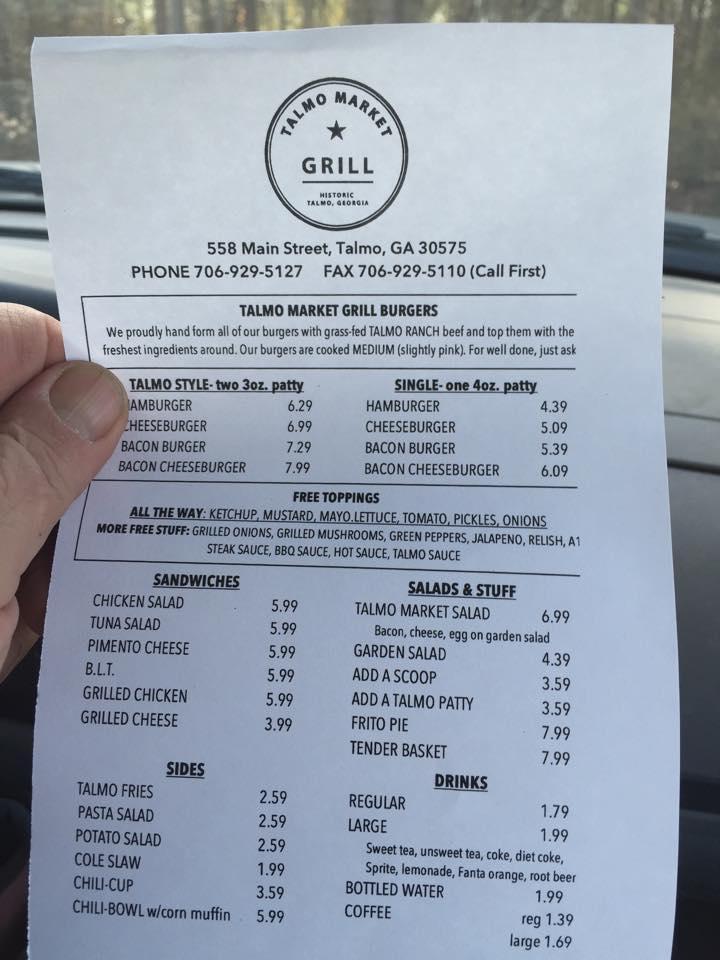 TALMO MARKET
GRILL
HISTORIC
TALMO, GEORGIA
558 Main Street, Talmo, GA 30575
PHONE 706-929-5127 FAX 706-929-5110 (Call First)
TALMO MARKET GRILL BURGERS
We proudly hand form all of our burgers with grass-fed TALMO RANCH beef and top them with the
freshest ingredients around. Our burgers are cooked MEDIUM (slightly pink). For well done, just ask
TALMO STYLE- two 3oz. patty
AMBURGER 6.29
CHEESEBURGER 6.99
BACON BURGER 7.29
BACON CHEESEBURGER 7.99
SINGLE- one 4oz. patty
HAMBURGER 4.39
CHEESEBURGER 5.09
BACON BURGER 5.39
BACON CHEESEBURGER 6.09
FREE TOPPINGS
ALL THE WAY: KETCHUP, MUSTARD, MAYO.LETTUCE, TOMATO, PICKLES, ONIONS
MORE FREE STUFF: GRILLED ONIONS, GRILLED MUSHROOMS, GREEN PEPPERS, JALAPENO, RELISH, A1
STEAK SAUCE, BBQ SAUCE, HOT SAUCE, TALMO SAUCE
SANDWICHES
CHICKEN SALAD 5.99
TUNA SALAD 5.99
PIMENTO CHEESE 5.99
B.L.T. 5.99
GRILLED CHICKEN 5.99
GRILLED CHEESE 3.99
SIDES
TALMO FRIES 2.59
PASTA SALAD 2.59
POTATO SALAD 2.59
COLE SLAW 1.99
CHILI-CUP 3.59
CHILI-BOWL w/corn muffin 5.99
SALADS & STUFF
TALMO MARKET SALAD 6.99
Bacon, cheese, egg on garden salad
GARDEN SALAD 4.39
ADD A SCOOP 3.59
ADD A TALMO PATTY 3.59
FRITO PIE 7.99
TENDER BASKET 7.99
DRINKS
REGULAR 1.79
LARGE 1.99
Sweet tea, unsweet tea, coke, diet coke,
Sprite, lemonade, Fanta orange, root beer
BOTTLED WATER 1.99
COFFEE reg 1.39
large 1.69